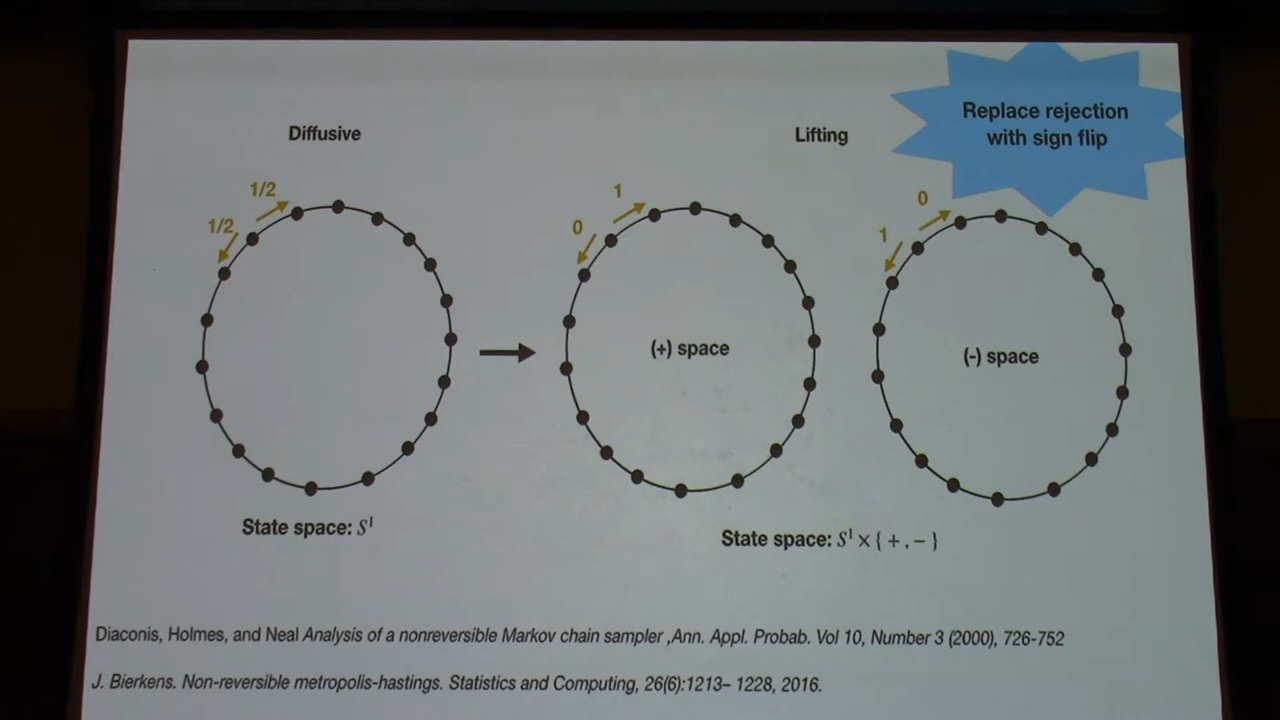 Replace rejection
with sign flip
Diffusive
Lifting
1/2
1/2
1
0
0
1
(+) space
(-) space
State space: S¹
State space: S¹ × { + , − }
Diaconis, Holmes, and Neal Analysis of a nonreversible Markov chain sampler ,Ann. Appl. Probab. Vol 10, Number 3 (2000), 726-752
J. Bierkens. Non-reversible metropolis-hastings. Statistics and Computing, 26(6):1213– 1228, 2016.